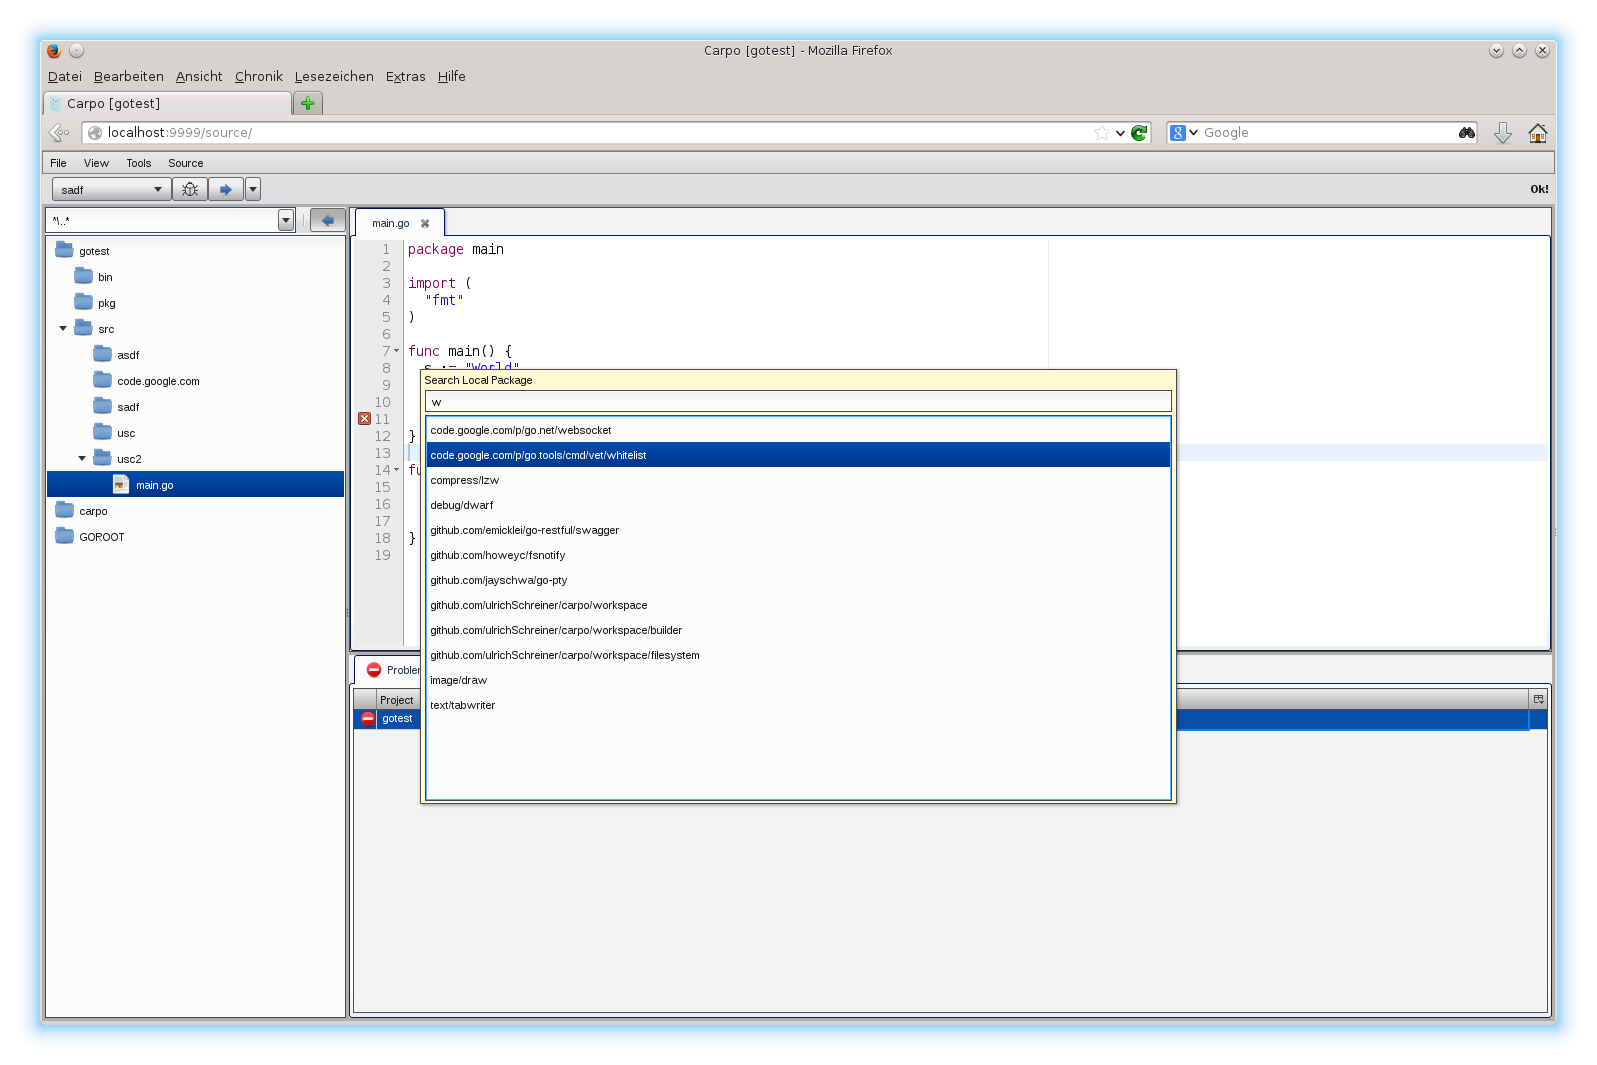 Carpo [gotest] - Mozilla Firefox
Datei Bearbeiten Ansicht Chronik Lesezeichen Extras Hilfe
Carpo [gotest]
localhost:9999/source/
8 Google
File View Tools Source
sadf
Ok!
^\..*
gotest
bin
pkg
src
asdf
code.google.com
sadf
usc
usc2
main.go
carpo
GOROOT
main.go
1 package main
2
3 import (
4 "fmt"
5 )
6
7 func main() {
8 s := "World"
9
10
11
12 }
13
14 fu
15
16
17
18 }
19
Search Local Package
w
code.google.com/p/go.net/websocket
code.google.com/p/go.tools/cmd/vet/whitelist
compress/lzw
debug/dwarf
github.com/emicklei/go-restful/swagger
github.com/howeyc/fsnotify
github.com/jayschwa/go-pty
github.com/ulrichSchreiner/carpo/workspace
github.com/ulrichSchreiner/carpo/workspace/builder
github.com/ulrichSchreiner/carpo/workspace/filesystem
image/draw
text/tabwriter
Problem
Project
gotest